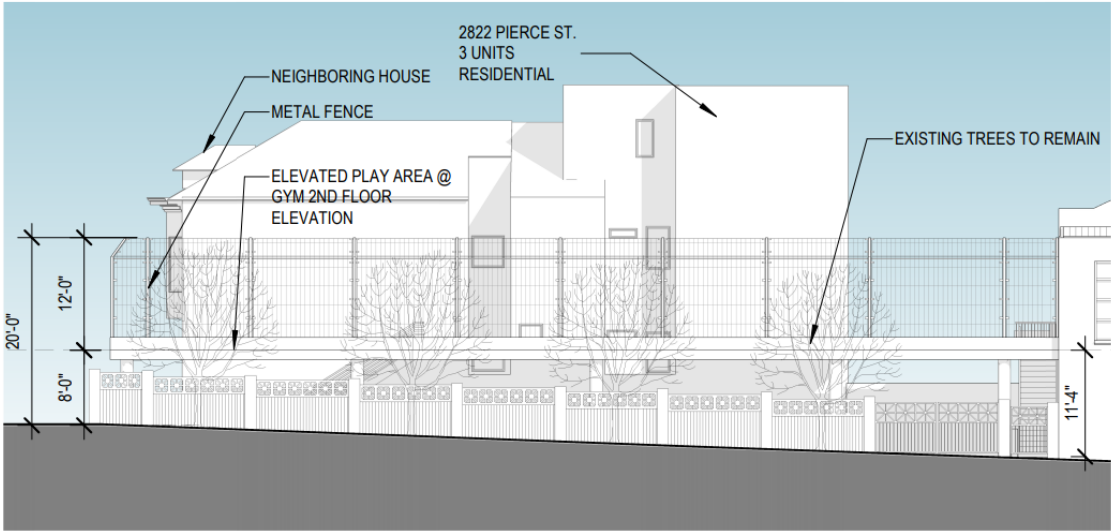 2822 PIERCE ST.
3 UNITS
RESIDENTIAL
NEIGHBORING HOUSE
METAL FENCE
EXISTING TREES TO REMAIN
ELEVATED PLAY AREA @
GYM 2ND FLOOR
ELEVATION
20'-0"
12'-0"
8'-0"
11'-4"